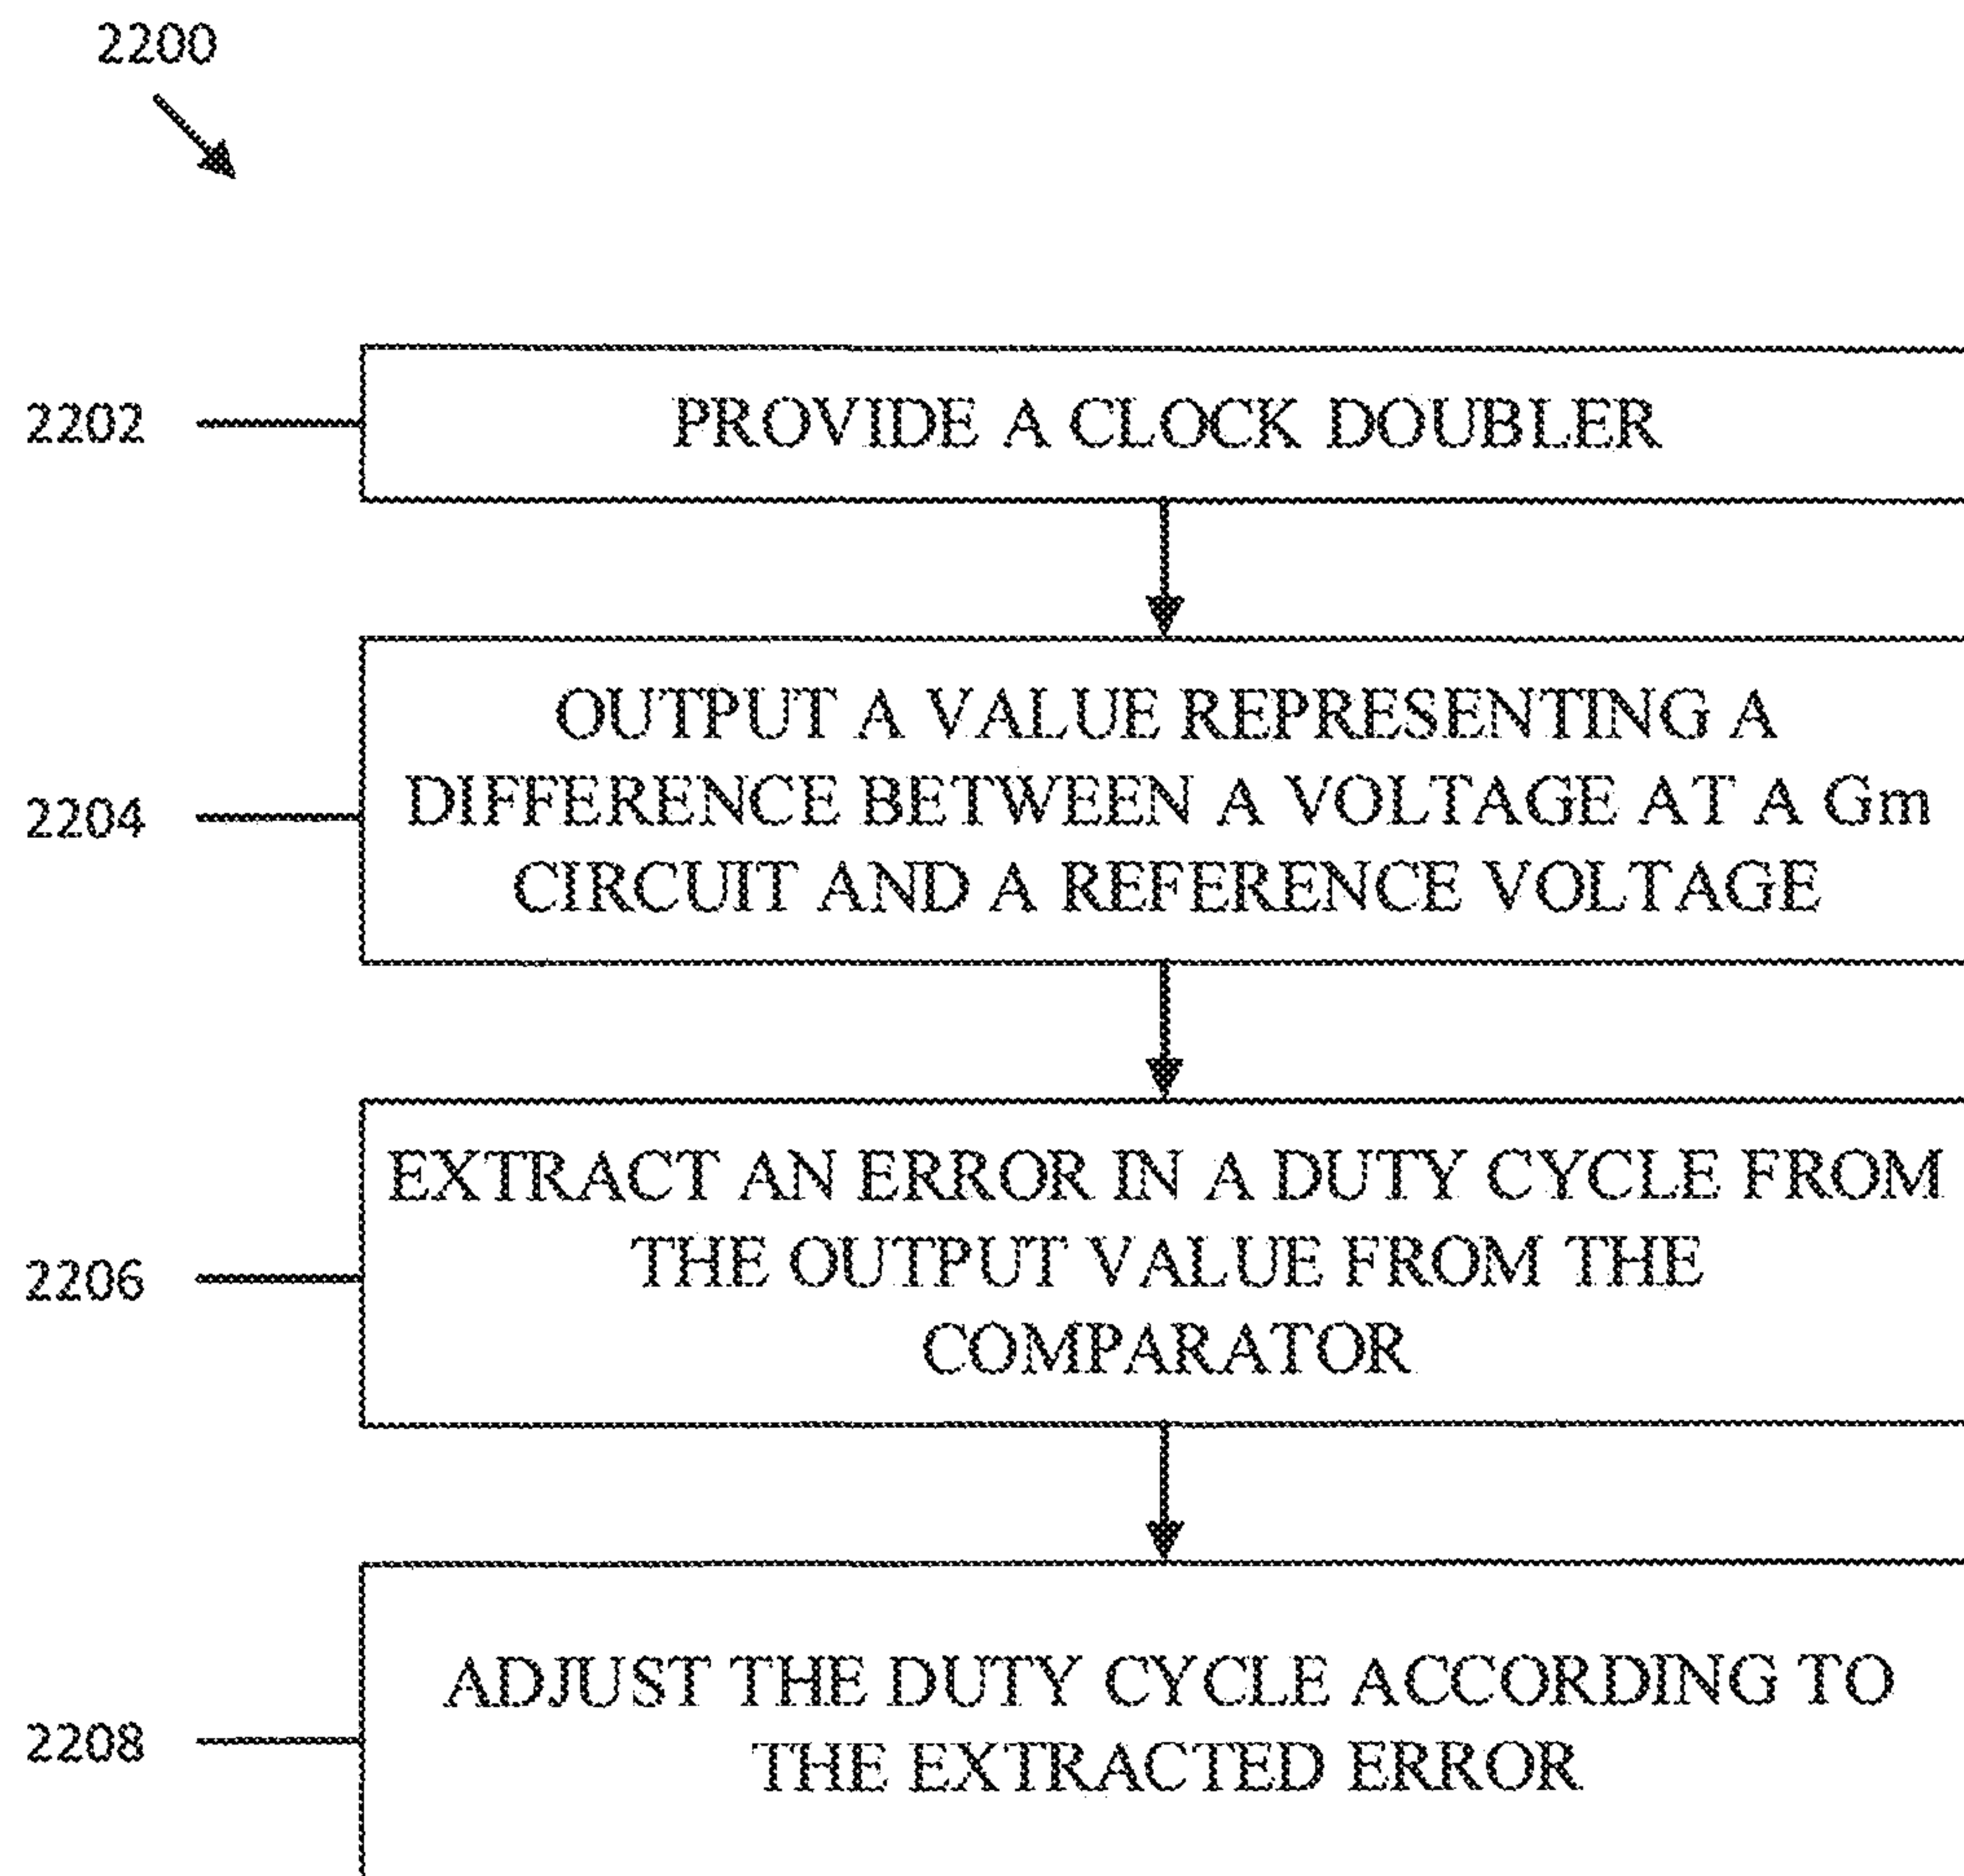 2200
2202
PROVIDE A CLOCK DOUBLER
2204
OUTPUT A VALUE REPRESENTING A
DIFFERENCE BETWEEN A VOLTAGE AT A Gm
CIRCUIT AND A REFERENCE VOLTAGE
2206
EXTRACT AN ERROR IN A DUTY CYCLE FROM
THE OUTPUT VALUE FROM THE
COMPARATOR
2208
ADJUST THE DUTY CYCLE ACCORDING TO
THE EXTRACTED ERROR